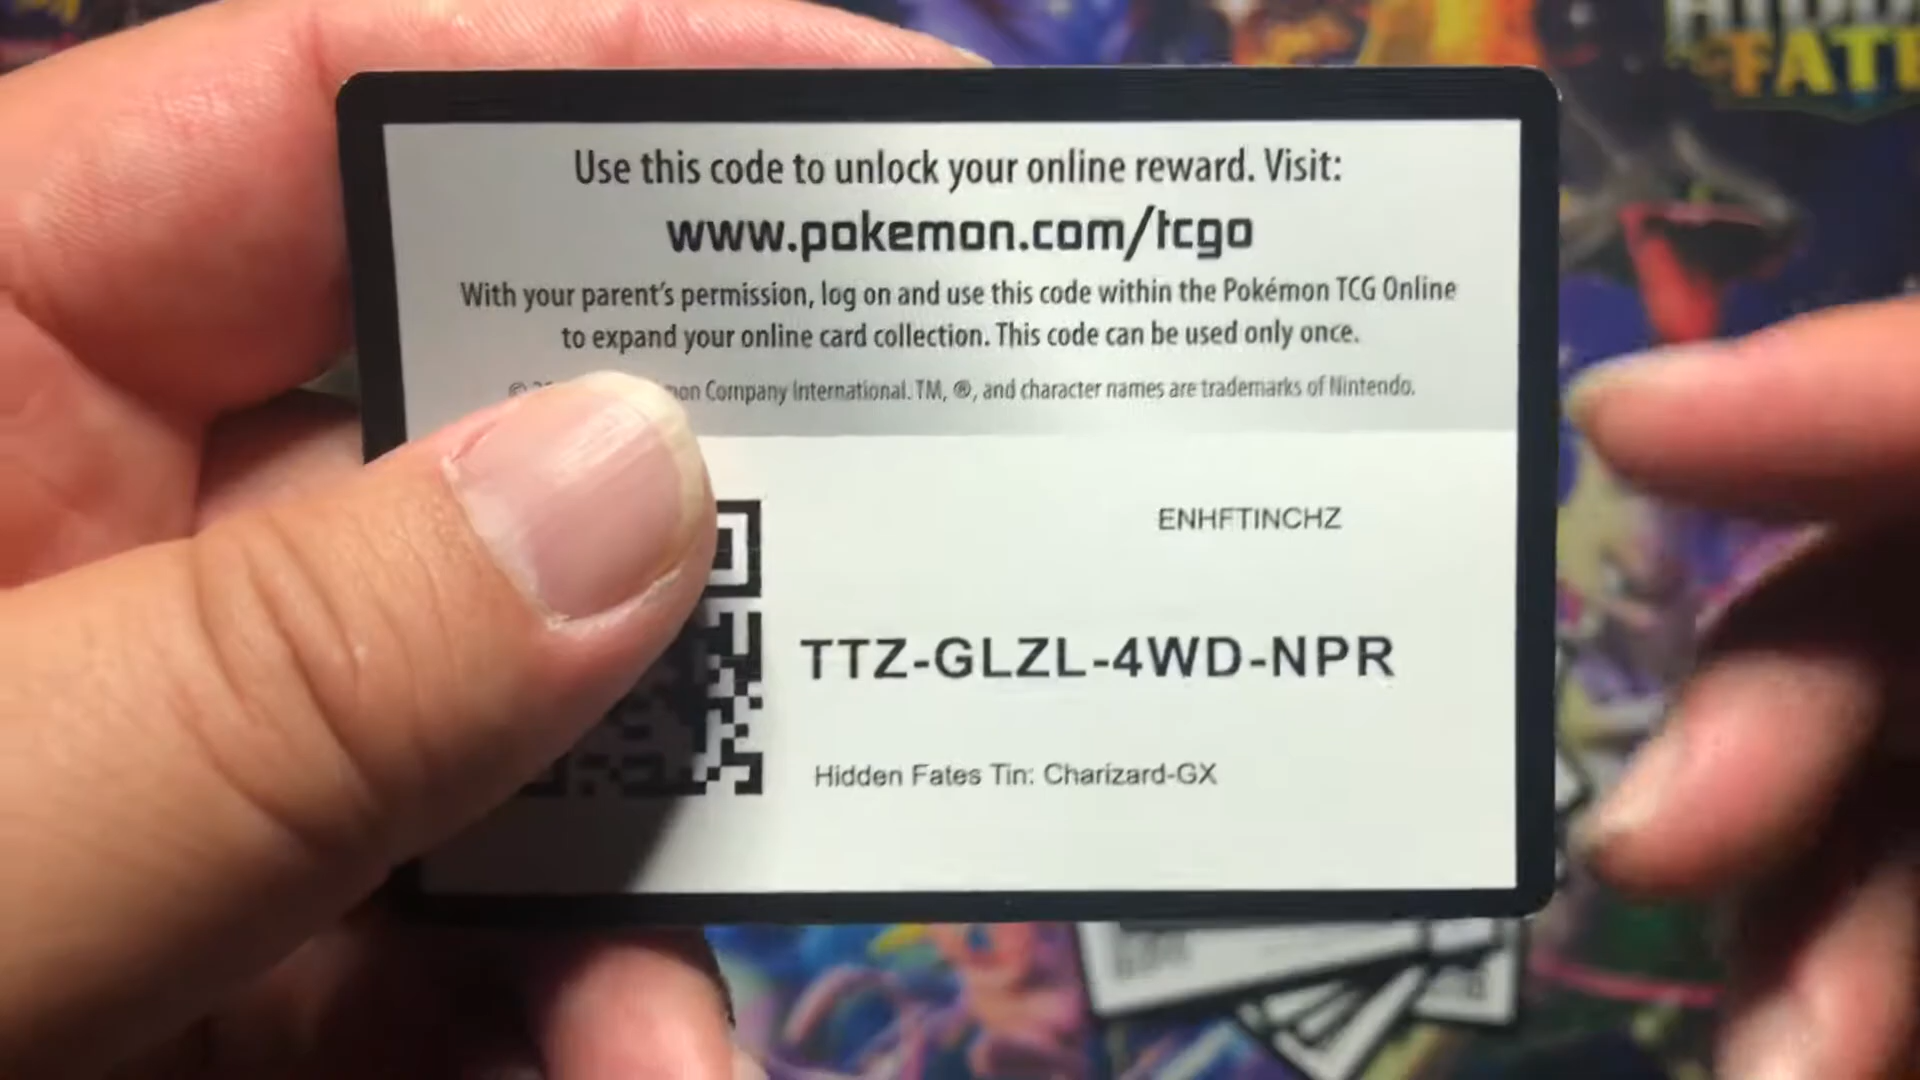 FATE
Use this code to unlock your online reward. Visit:
www.pokemon.com/tcgo
With your parent's permission, log on and use this code within the Pokémon TCG Online
to expand your online card collection. This code can be used only once.
© Company International. TM, ®, and character names are trademarks of Nintendo.
ENHFTINCHZ
TTZ-GLZL-4WD-NPR
Hidden Fates Tin: Charizard-GX